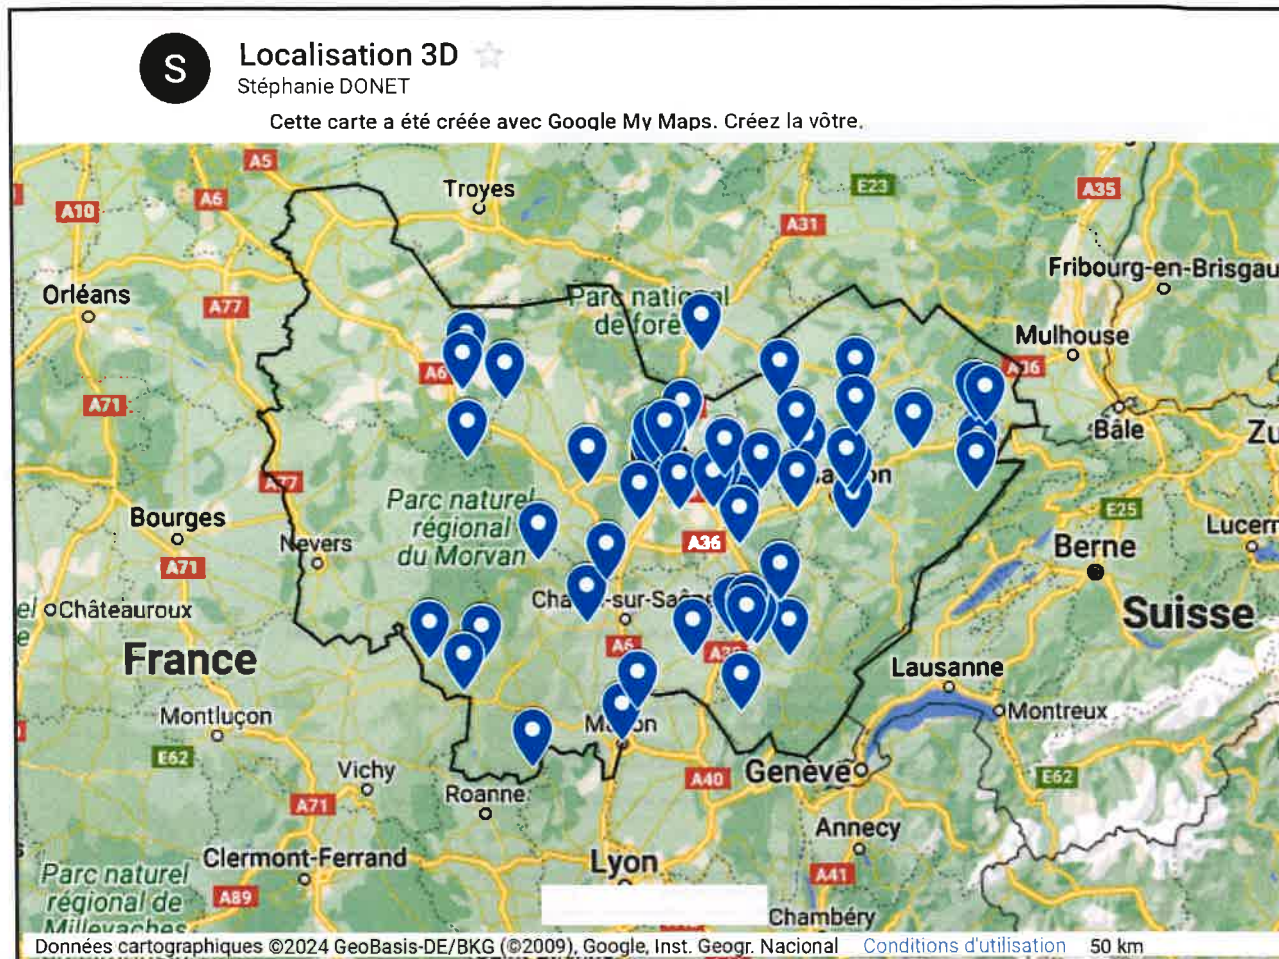 S
Localisation 3D
Stéphanie DONET
Cette carte a été créée avec Google My Maps. Créez la vôtre.
A5
Troyes
E23
A35
A10
A6
A31
Fribourg-en-Brisgau
Orléans
A77
Parc national
de forê
Mulhouse
A6
A36
A71
Bâle
Zu
A77
Parc naturel
régional
du Morvan
Bourges
E25
Lucern
Nevers
A36
Berne
A71
el
Châteauroux
e
sur-Saône
Suisse
France
A6
Lausanne
Montluçon
Montreux
E62
Vichy
Genève
A40
E62
Roanne
A71
Annecy
Clermont-Ferrand
Lyon
Parc naturel
régional de
Millevaches
A89
A41
Chambéry
Données cartographiques ©2024 GeoBasis-DE/BKG (©2009), Google, Inst. Geogr. Nacional Conditions d'utilisation 50 km